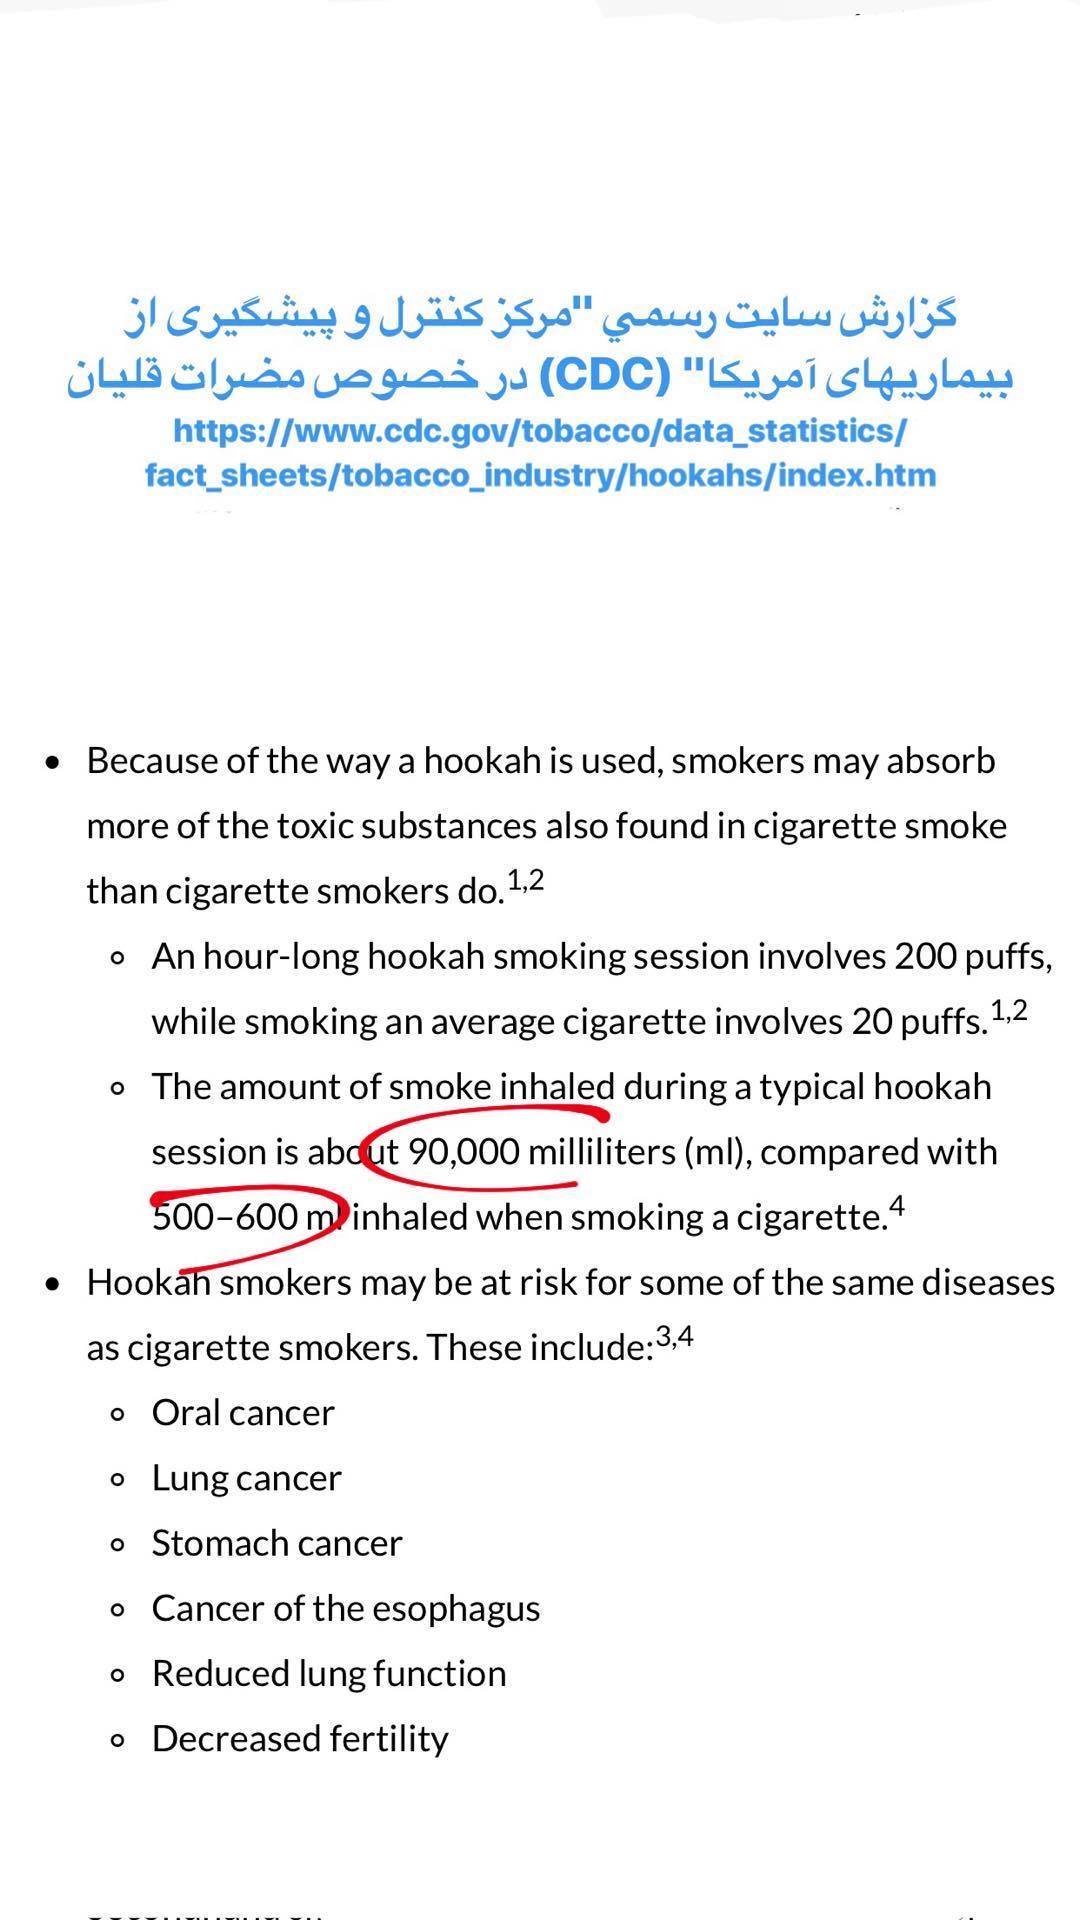 گزارش سایت رسمي "مرکز کنترل و پیشگیری از
بیماریهای آمریکا" (CDC) در خصوص مضرات قلیان
https://www.cdc.gov/tobacco/data_statistics/
fact_sheets/tobacco_industry/hookahs/index.htm
• Because of the way a hookah is used, smokers may absorb
more of the toxic substances also found in cigarette smoke
than cigarette smokers do.1,2
◦ An hour-long hookah smoking session involves 200 puffs,
while smoking an average cigarette involves 20 puffs.1,2
◦ The amount of smoke inhaled during a typical hookah
session is about 90,000 milliliters (ml), compared with
500–600 ml inhaled when smoking a cigarette.4
• Hookah smokers may be at risk for some of the same diseases
as cigarette smokers. These include:3,4
◦ Oral cancer
◦ Lung cancer
◦ Stomach cancer
◦ Cancer of the esophagus
◦ Reduced lung function
◦ Decreased fertility